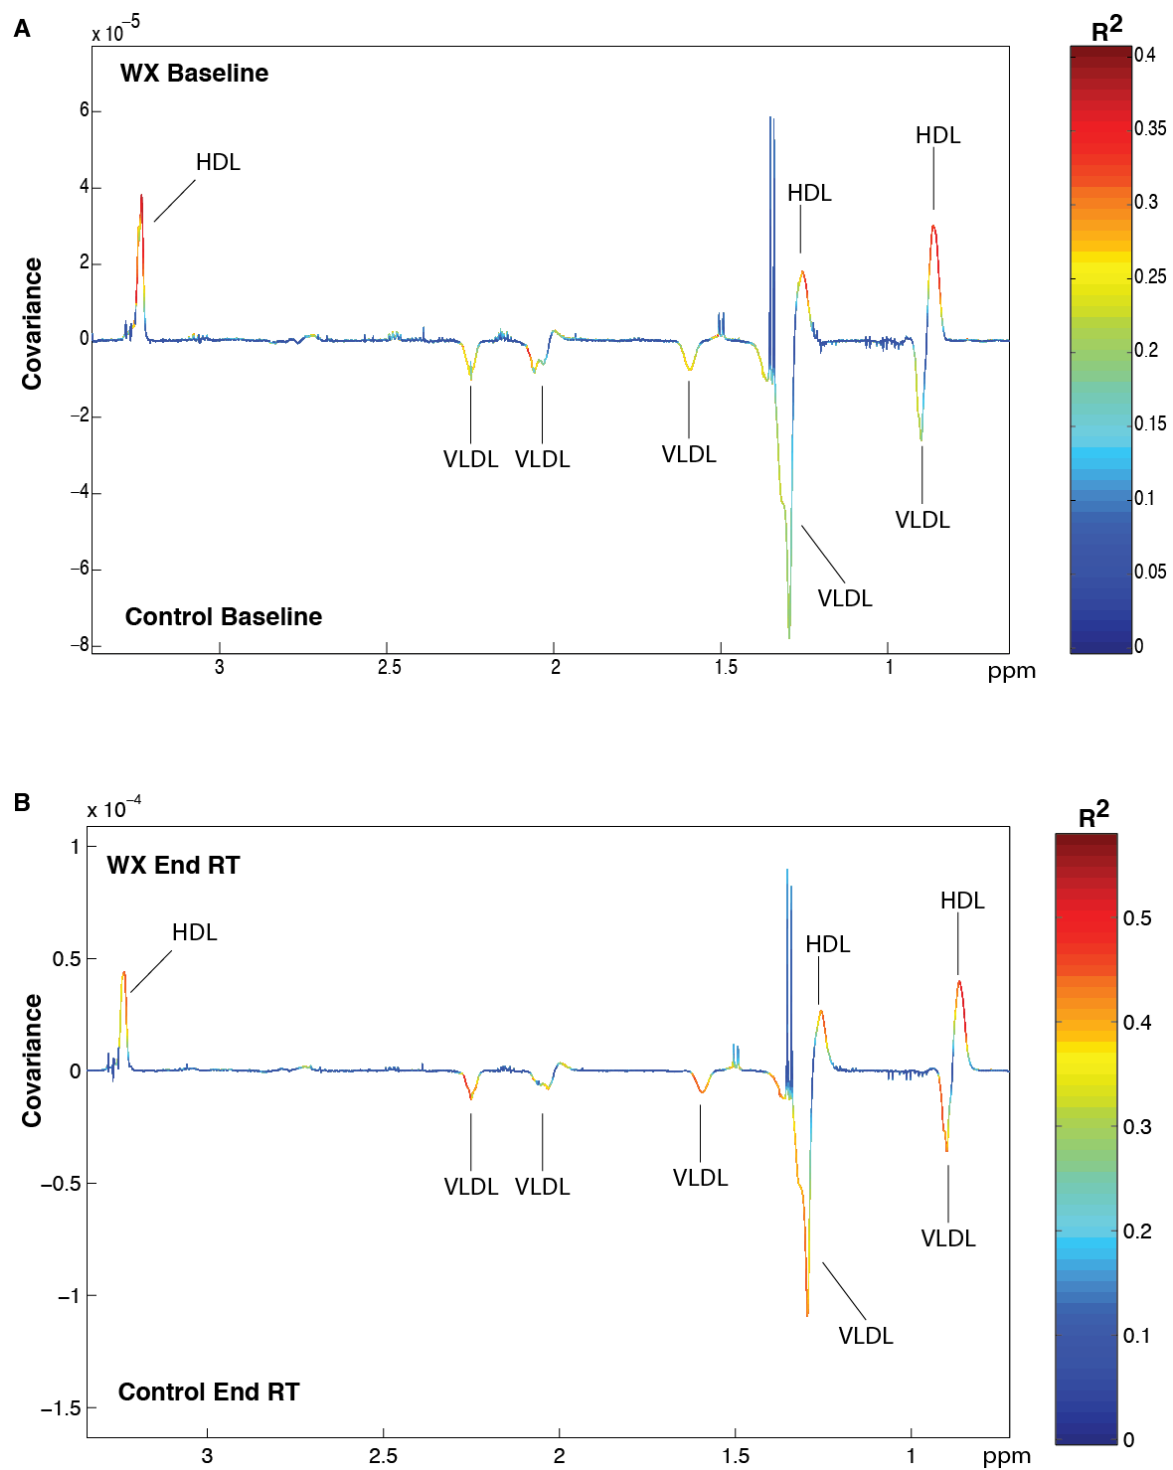 A
x 10⁻⁵
R²
WX Baseline
HDL
HDL
HDL
6
4
2
0
−2
−4
−6
−8
Covariance
VLDL
VLDL
VLDL
VLDL
VLDL
Control Baseline
3
2.5
2
1.5
1
ppm
0.4
0.35
0.3
0.25
0.2
0.15
0.1
0.05
0
B
x 10⁻⁴
R²
WX End RT
HDL
HDL
HDL
1
0.5
0
−0.5
−1
−1.5
Covariance
VLDL
VLDL
VLDL
VLDL
VLDL
Control End RT
3
2.5
2
1.5
1
ppm
0.5
0.4
0.3
0.2
0.1
0